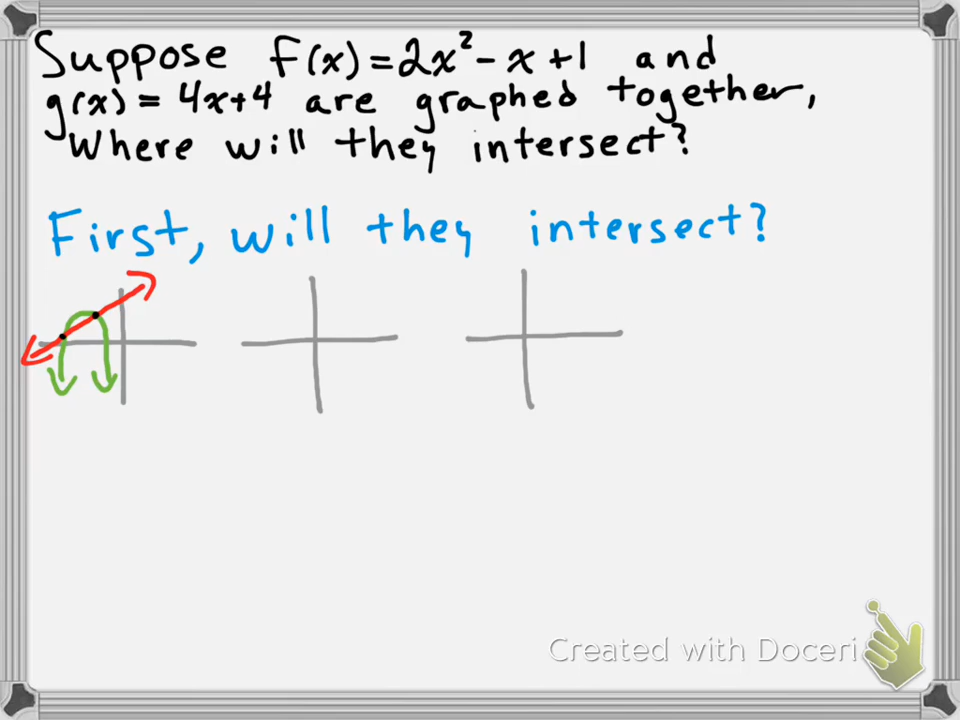 Suppose f(x) = 2x² - x + 1 and
g(x) = 4x+4 are graphed together,
Where will they intersect?
First, will they intersect?
Created with Doceri